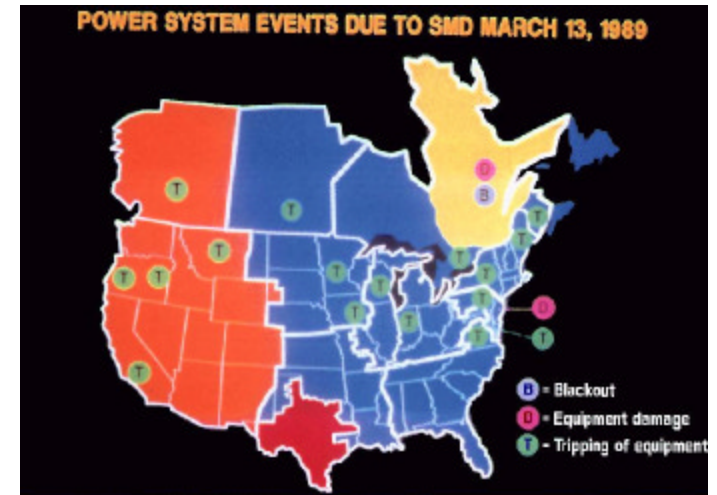 POWER SYSTEM EVENTS DUE TO SMD MARCH 13, 1989
D
T
B
T
T
T
T
T
T
T
T
T
T
T
T
T
D
T
T
T
T
B = Blackout
D = Equipment damage
T = Tripping of equipment